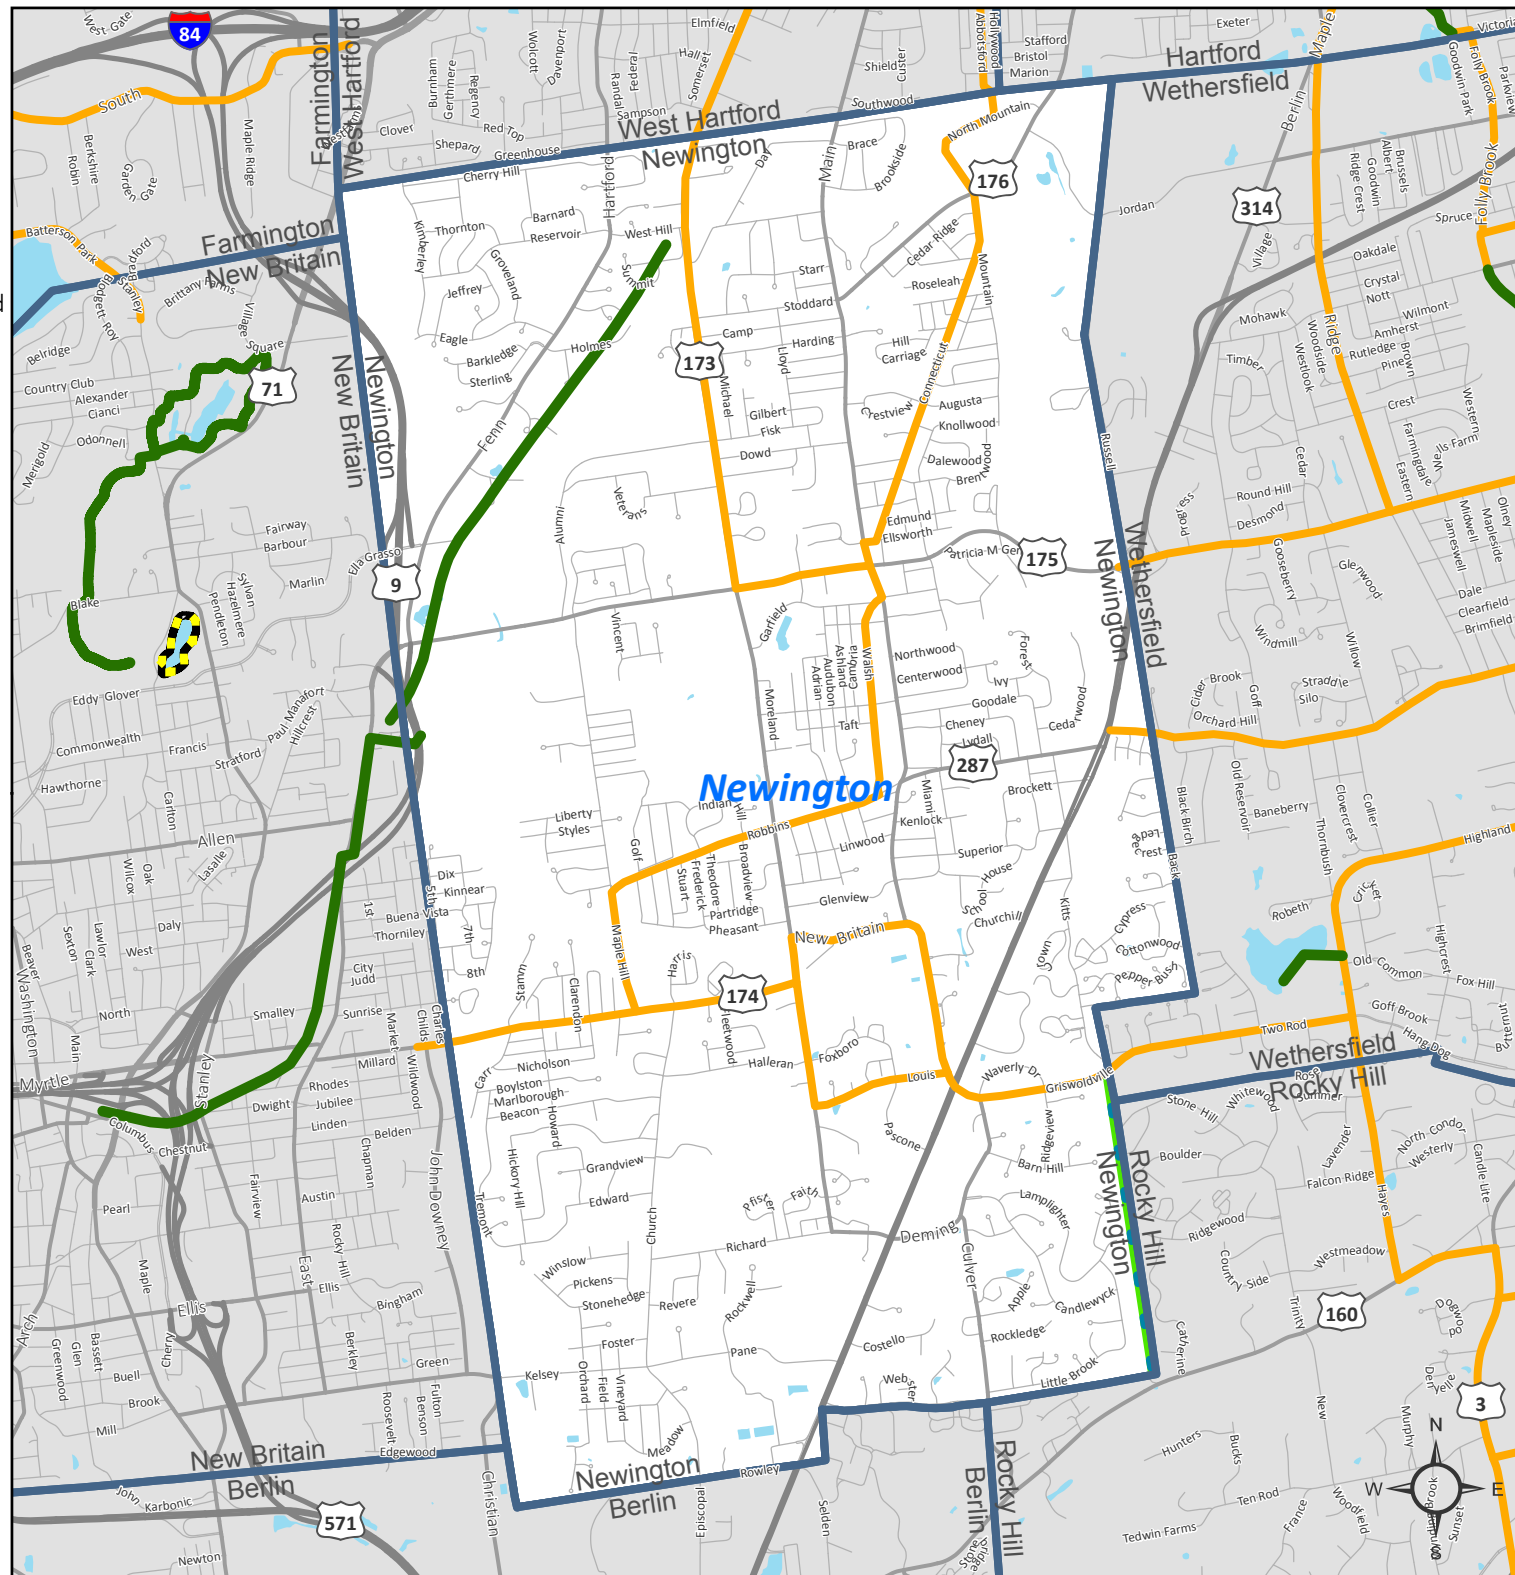 West Gate
84
South
Farmington
West Hartford
Burnham
Gerthmere
Regency
Wolcott
Davenport
Randall
Federal
Elmfield
Hall
Somerset
Sampson
Shield
Custer
Southwood
Abbotsford
Hollywood
Stafford
Bristol
Marion
Exeter
Maple
Hartford
Wethersfield
Berlin
Victoria
Goodwin Park
Folly Brook
Parkview
Clover
Red Top
Shepard
Greenhouse
West Hartford
Newington
Cherry Hill
Hartford
Day
Main
Brace
Brookside
North Mountain
176
Berkshire
Robin
Garden
Gate
Maple Ridge
Jordan
314
Village
Ridge Crest
Goodwin
Albert
Brussels
Folly Brook
Spruce
Batterson Park
Bradford
Stanley
Blodgett
Roy
Brittany Farms
Village Square
Farmington
New Britain
Kimberley
Thornton
Barnard
Reservoir
Groveland
Jeffrey
Eagle
Barkledge
Sterling
West Hill
Summit
Holmes
Fenn
Starr
Stoddard
Camp
Harding
Lloyd
173
Michael
Gilbert
Fisk
Dowd
Cedar Ridge
Roseleah
Mountain
Hill
Carriage
Connecticut
Crestview
Augusta
Knollwood
Dalewood
Brentwood
Russell
Oakdale
Crystal
Nott
Wilmont
Amherst
Rutledge
Brown
Pine
Mohawk
Timber
Woodside
Westlook
Ridge
Crest
Western
Wells Farm
Farmingdale
Eastern
Cedar
Belridge
Country Club
Alexander
Cianci
Odonnell
Merigold
71
Newington
New Britain
Fairway
Barbour
Ella Grasso
Marlin
Sylvan
Hazelmere
Pendleton
Blake
9
Alumni
Veterans
Edmund
Ellsworth
Patricia M Gen
175
Round Hill
Desmond
Progress
Gooseberry
Glenwood
Midwell
Jameswell
Mapleside
Olney
Dale
Clearfield
Brimfield
Windmill
Willow
Wethersfield
Newington
Vincent
Garfield
Moreland
Adrian
Audubon
Ashland
Cambria
Walsh
Taft
Northwood
Centerwood
Forest
Ivy
Goodale
Cheney
Lydall
Cedarwood
287
Cider Brook
Orchard Hill
Goff
Straddle
Silo
Eddy Glover
Commonwealth
Francis
Stratford
Paul Manafort
Hillcrest
Hawthorne
Carlton
Allen
Newington
Liberty
Styles
Golf
Indian
Hill
Robbins
Linwood
Miami
Kenlock
Brockett
Superior
House
School
Churchill
Black Birch
Back
Old Reservoir
Baneberry
Clovercrest
Collier
Thornbush
Highland
Cricket
Robeth
Highcrest
Ledgecrest
Wilcox
Oak
Lasalle
Daly
West
Lawlor
Clark
Sexton
Beaver
Washington
Dix
Kinnear
5th
Buena Vista
Thornley
1st
7th
8th
City
Judd
Stuart
Frederick
Theodore
Broadview
Partridge
Pheasant
Glenview
New Britain
Maple Hill
Harris
174
Kitts
Cypress
Cottonwood
Pepper Bush
Old Common
Fox Hill
Goff Brook
Hang Dog
Two Rod
Wethersfield
Rocky Hill
North
Main
Smalley
Sunrise
Market
Childs
Charles
Millard
Wildwood
Stamm
Clarendon
Nicholson
Boylston
Marlborough
Beacon
Carr
Howard
Fleetwood
Halleran
Foxboro
Louis
Waverly Dr
Griswoldville
Myrtle
Stanley
Rhodes
Jubilee
Linden
Dwight
Columbus
Chestnut
Belden
Chapman
John Downey
Hickory Hill
Tremont
Grandview
Edward
Church
Pfister
Faith
Pascone
Ridgeview
Barn Hill
Lamplighter
Stone Hill
Whitewood
Rose
Summer
Lavender
North Condor
Westerly
Boulder
Falcon Ridge
Hayes
Candle Lite
Ridgewood
Country Side
Westmeadow
Rocky Hill
Newington
Pearl
Fairview
Austin
Rocky Hill
Maple
East
Ellis
Ellis
Bingham
Winslow
Pickens
Stonehedge
Revere
Richard
Rockwell
Deming
Culver
Apple
Candlewyck
Rockledge
Trinity
160
Dogwood
Arch
Greenwood
Glen
Bassett
Buell
Brook
Mill
Cherry
Berkley
Green
Roosevelt
Benson
Fulton
Edgewood
Kelsey
Foster
Orchard
Field
Vineyard
Meadow
Pane
Costello
Webster
Little Brook
Catherine
3
New
Murphy
New Britain
Berlin
John
Karbonic
571
Newton
Christian
Newington
Berlin
Episcopal
Rowley
Selden
Rocky Hill
Berlin
Stone Bridge
Hunters
Bucks
Ten Rod
Tedwin Farms
France
Woodfield
Sunset
N
W
E
S